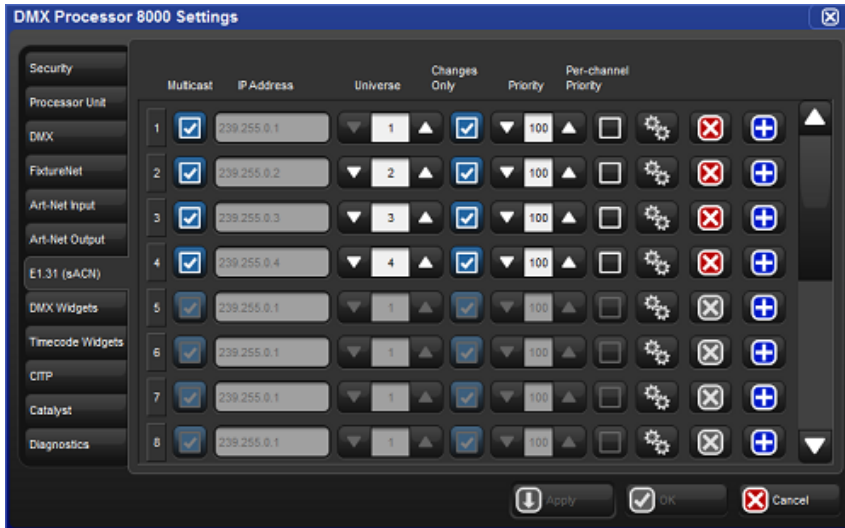 DMX Processor 8000 Settings
Security
Processor Unit
DMX
FixtureNet
Art-Net Input
Art-Net Output
E1.31 (sACN)
DMX Widgets
Timecode Widgets
CITP
Catalyst
Diagnostics
Multicast IP Address Universe Changes Only Priority Per-channel Priority
1 239.255.0.1 1 100
2 239.255.0.2 2 100
3 239.255.0.3 3 100
4 239.255.0.4 4 100
5 239.255.0.1 1 100
6 239.255.0.1 1 100
7 239.255.0.1 1 100
8 239.255.0.1 1 100
Apply OK Cancel